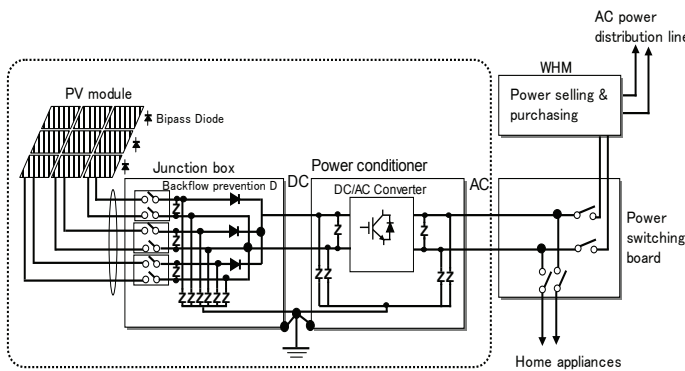 AC power
distribution line
WHM
Power selling &
purchasing
PV module
Bipass Diode
Junction box
Backflow prevention D
DC
Power conditioner
DC/AC Converter
AC
Power
switching
board
Home appliances